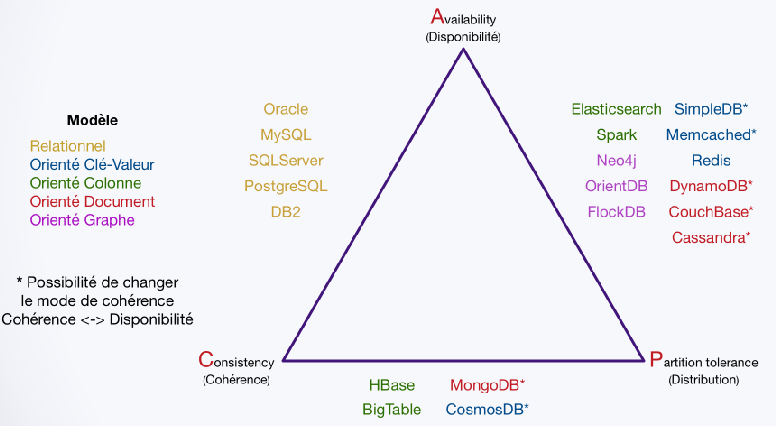 Availability
(Disponibilité)
Oracle
MySQL
SQLServer
PostgreSQL
DB2
Elasticsearch SimpleDB*
Spark Memcached*
Neo4j Redis
OrientDB DynamoDB*
FlockDB CouchBase*
Cassandra*
Modèle
Relationnel
Orienté Clé-Valeur
Orienté Colonne
Orienté Document
Orienté Graphe
* Possibilité de changer
le mode de cohérence
Cohérence <-> Disponibilité
Consistency
(Cohérence)
Partition tolerance
(Distribution)
HBase MongoDB*
BigTable CosmosDB*